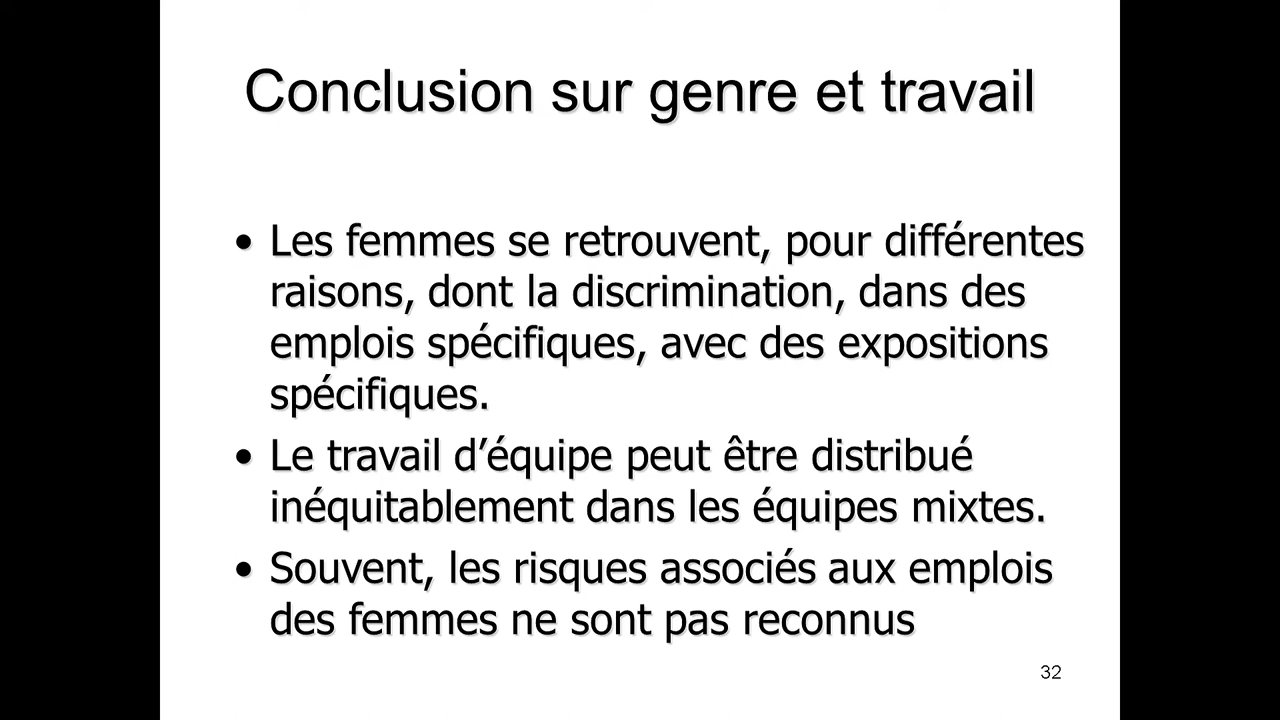 Conclusion sur genre et travail
• Les femmes se retrouvent, pour différentes
raisons, dont la discrimination, dans des
emplois spécifiques, avec des expositions
spécifiques.
• Le travail d’équipe peut être distribué
inéquitablement dans les équipes mixtes.
• Souvent, les risques associés aux emplois
des femmes ne sont pas reconnus
32